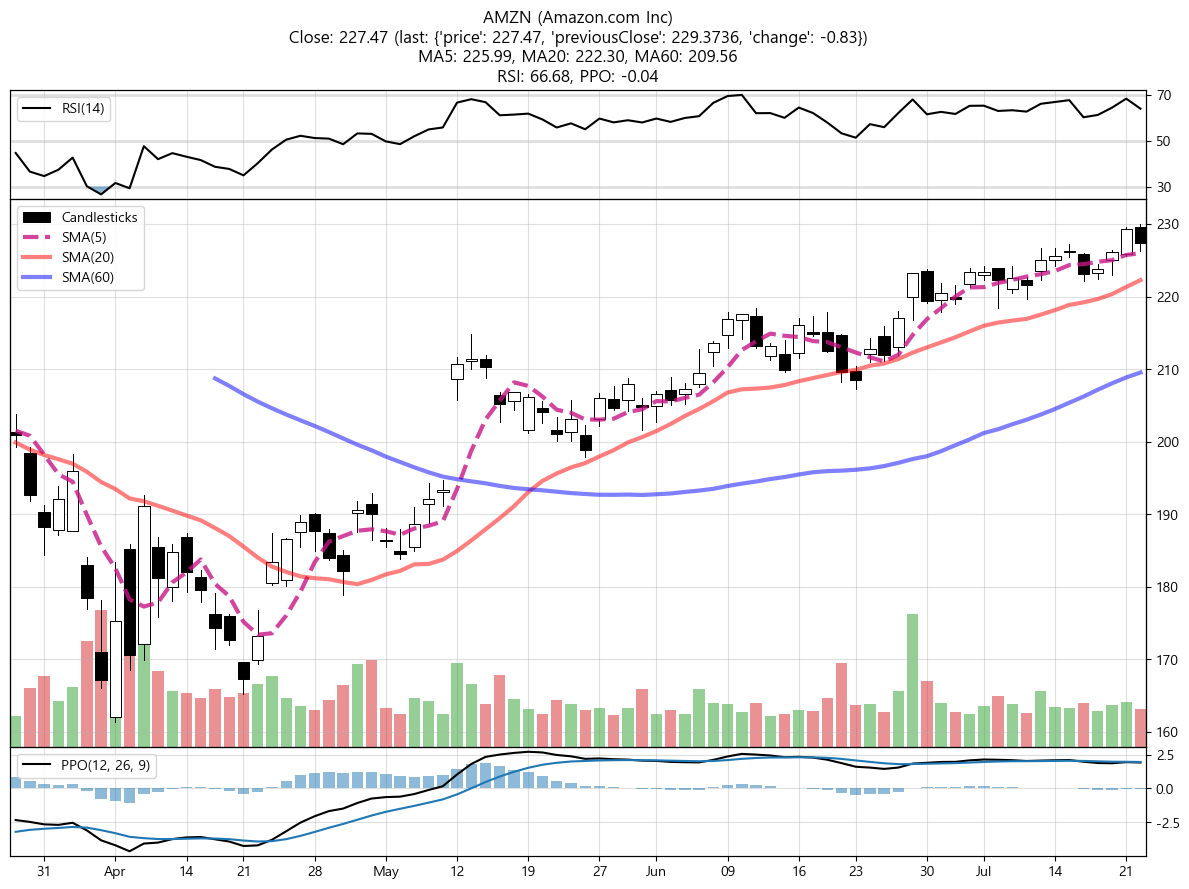 AMZN (Amazon.com Inc)
Close: 227.47 (last: {'price': 227.47, 'previousClose': 229.3736, 'change': -0.83})
MA5: 225.99, MA20: 222.30, MA60: 209.56
RSI: 66.68, PPO: -0.04
RSI(14)
70
50
30
Candlesticks
SMA(5)
SMA(20)
SMA(60)
230
220
210
200
190
180
170
160
PPO(12, 26, 9)
2.5
0.0
-2.5
31 Apr 14 21 28 May 12 19 27 Jun 09 16 23 30 Jul 14 21